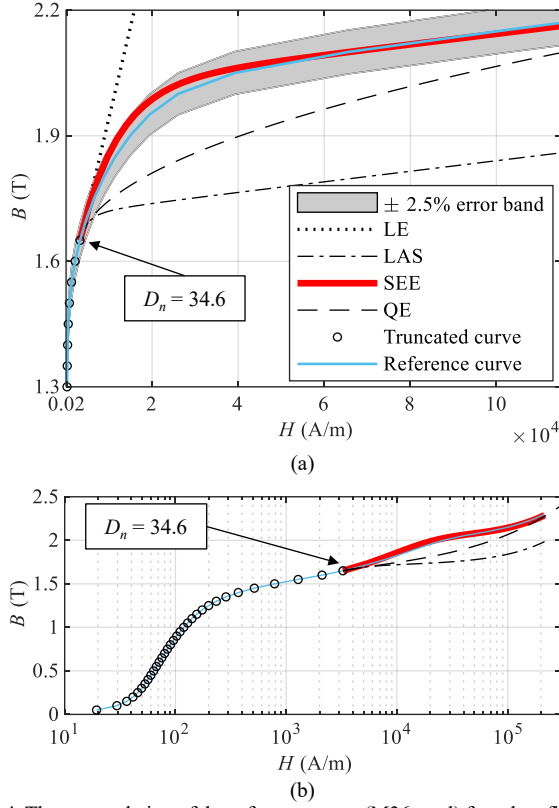 2.2
1.9
1.6
1.3
B (T)
D_n = 34.6
± 2.5% error band
LE
LAS
SEE
QE
Truncated curve
Reference curve
0.02 2 4 6 8 10
H (A/m)
× 10^4
(a)
2.5
2
1.5
1
0.5
0
B (T)
D_n = 34.6
10^1 10^2 10^3 10^4 10^5
H (A/m)
(b)